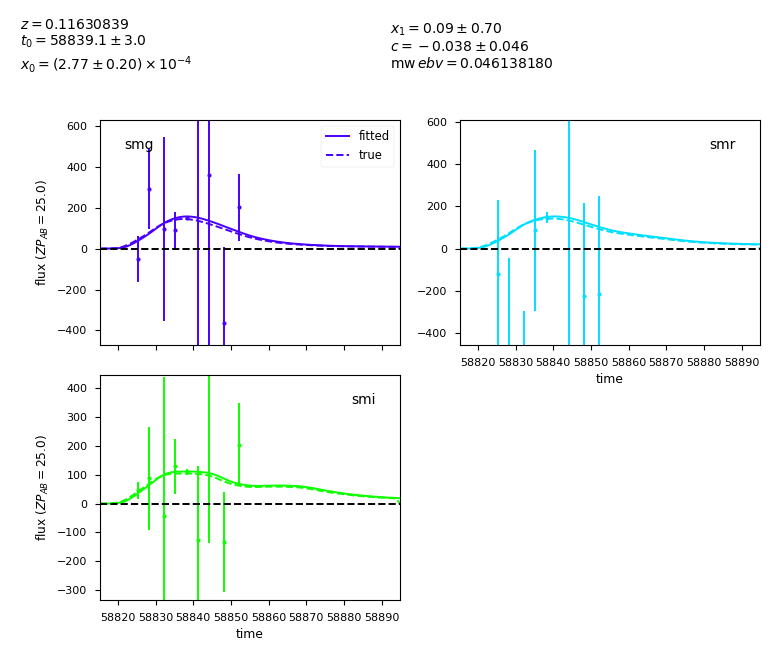 z = 0.11630839
t₀ = 58839.1 ± 3.0
x₀ = (2.77 ± 0.20) × 10⁻⁴
x₁ = 0.09 ± 0.70
c = −0.038 ± 0.046
mw ebv = 0.046138180
smg
fitted
true
600
400
200
0
−200
−400
flux (ZP_AB = 25.0)
smr
600
400
200
0
−200
−400
58820 58830 58840 58850 58860 58870 58880 58890
time
smi
400
300
200
100
0
−100
−200
−300
flux (ZP_AB = 25.0)
58820 58830 58840 58850 58860 58870 58880 58890
time